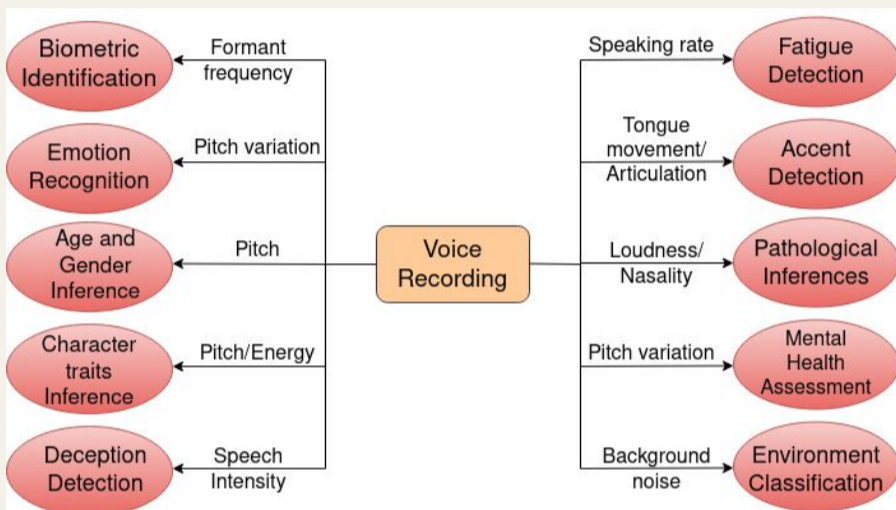 Biometric
Identification
Formant
frequency
Emotion
Recognition
Pitch variation
Age and
Gender
Inference
Pitch
Character
traits
Inference
Pitch/Energy
Deception
Detection
Speech
Intensity
Voice
Recording
Speaking rate
Fatigue
Detection
Tongue
movement/
Articulation
Accent
Detection
Loudness/
Nasality
Pathological
Inferences
Pitch variation
Mental
Health
Assessment
Background
noise
Environment
Classification